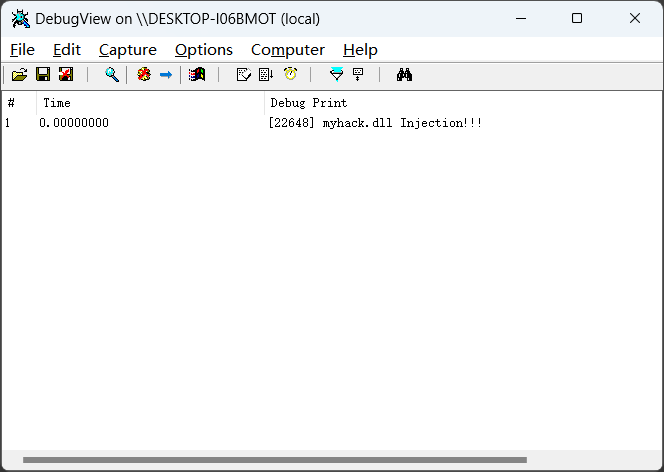 DebugView on \\DESKTOP-I06BMOT (local)
File Edit Capture Options Computer Help
# Time Debug Print
1 0.00000000 [22648] myhack.dll Injection!!!